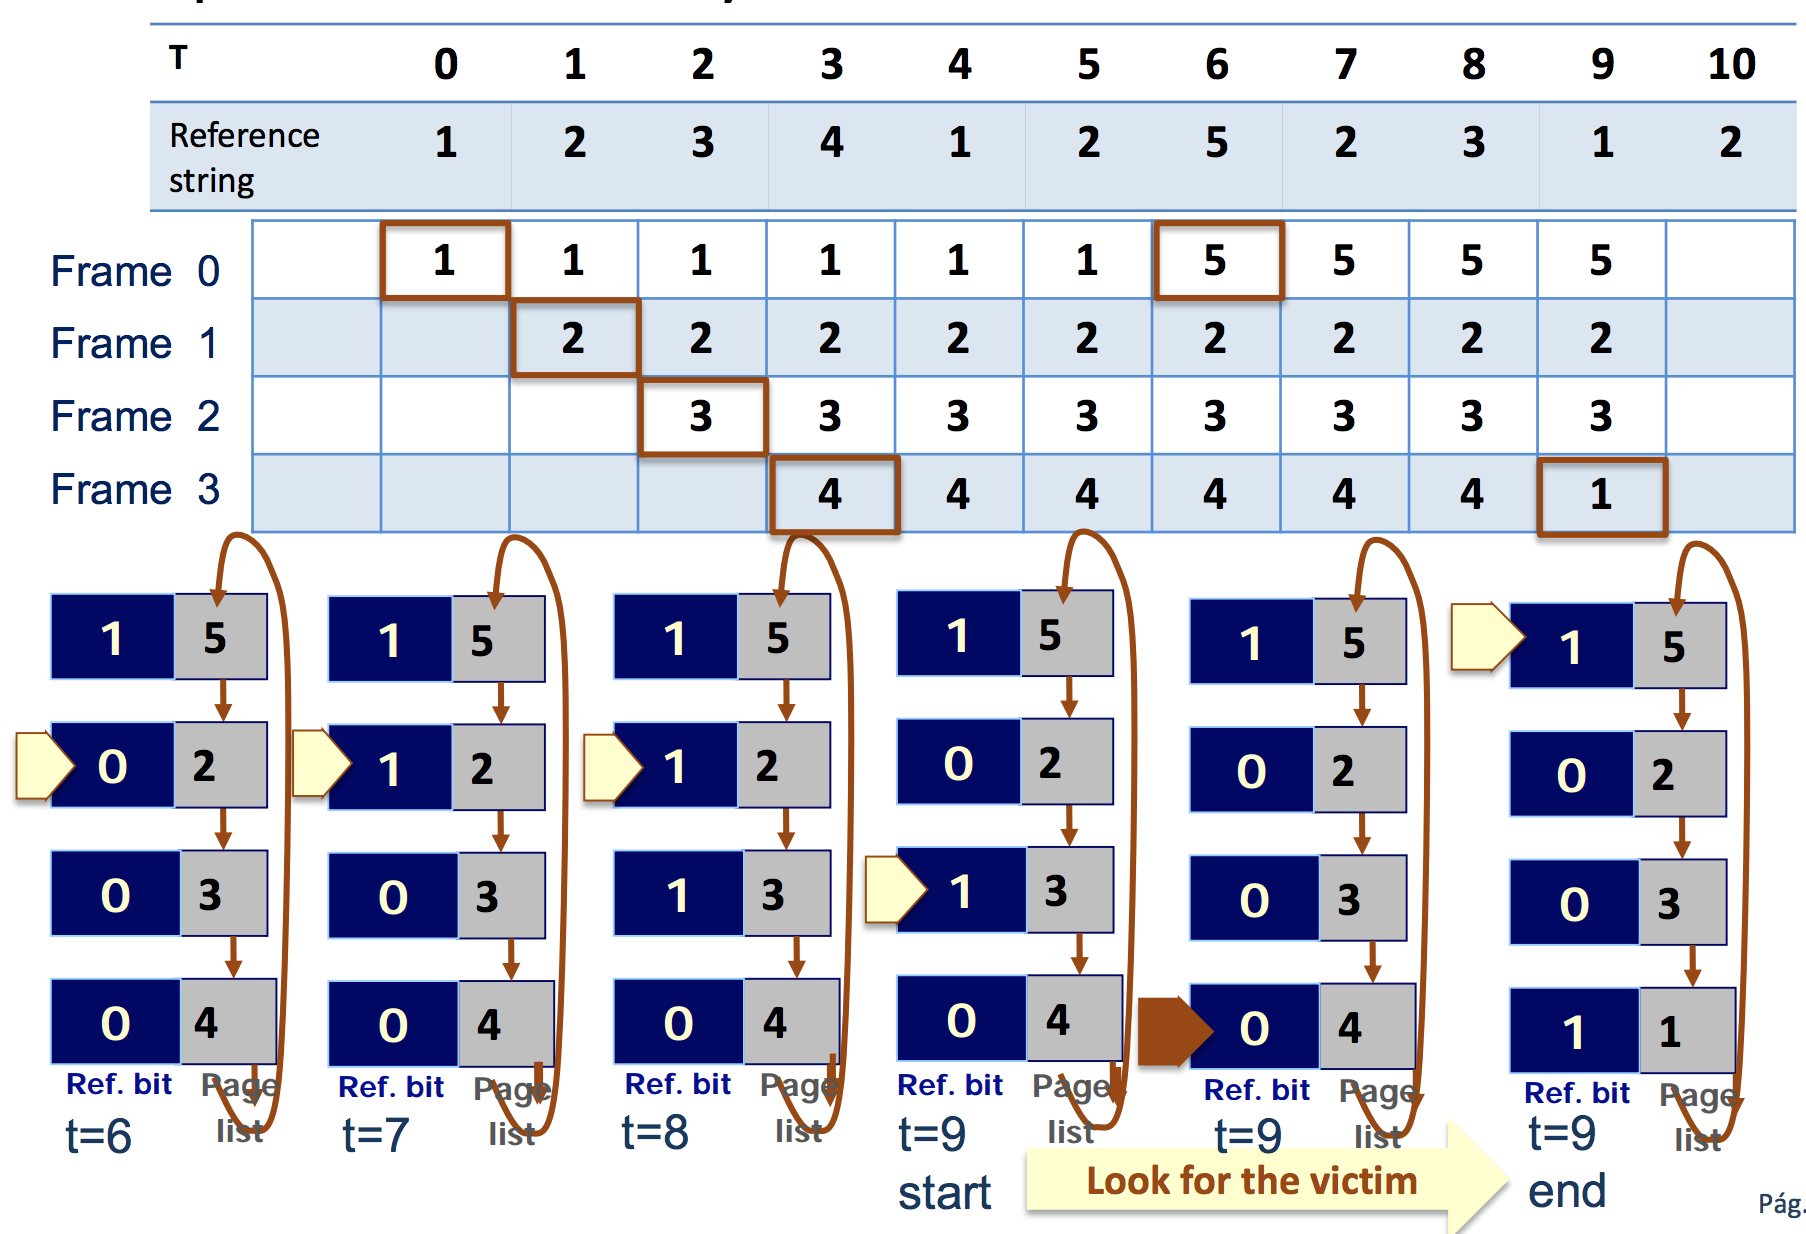 T 0 1 2 3 4 5 6 7 8 9 10
Reference string 1 2 3 4 1 2 5 2 3 1 2
Frame 0 1 1 1 1 1 1 5 5 5 5
Frame 1 2 2 2 2 2 2 2 2 2
Frame 2 3 3 3 3 3 3 3 3
Frame 3 4 4 4 4 4 4 1
1 5 1 5 1 5 1 5 1 5 1 5
0 2 1 2 1 2 0 2 0 2 0 2
0 3 0 3 1 3 1 3 0 3 0 3
0 4 0 4 0 4 0 4 0 4 1 1
Ref. bit Page list Ref. bit Page list Ref. bit Page list Ref. bit Page list Ref. bit Page list Ref. bit Page list
t=6 t=7 t=8 t=9 t=9 t=9
start Look for the victim end
Pág.